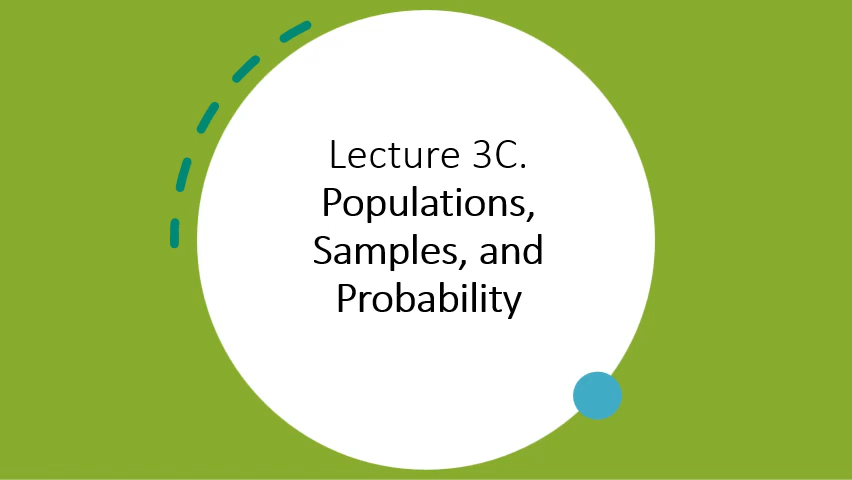 Lecture 3C.
Populations,
Samples, and
Probability